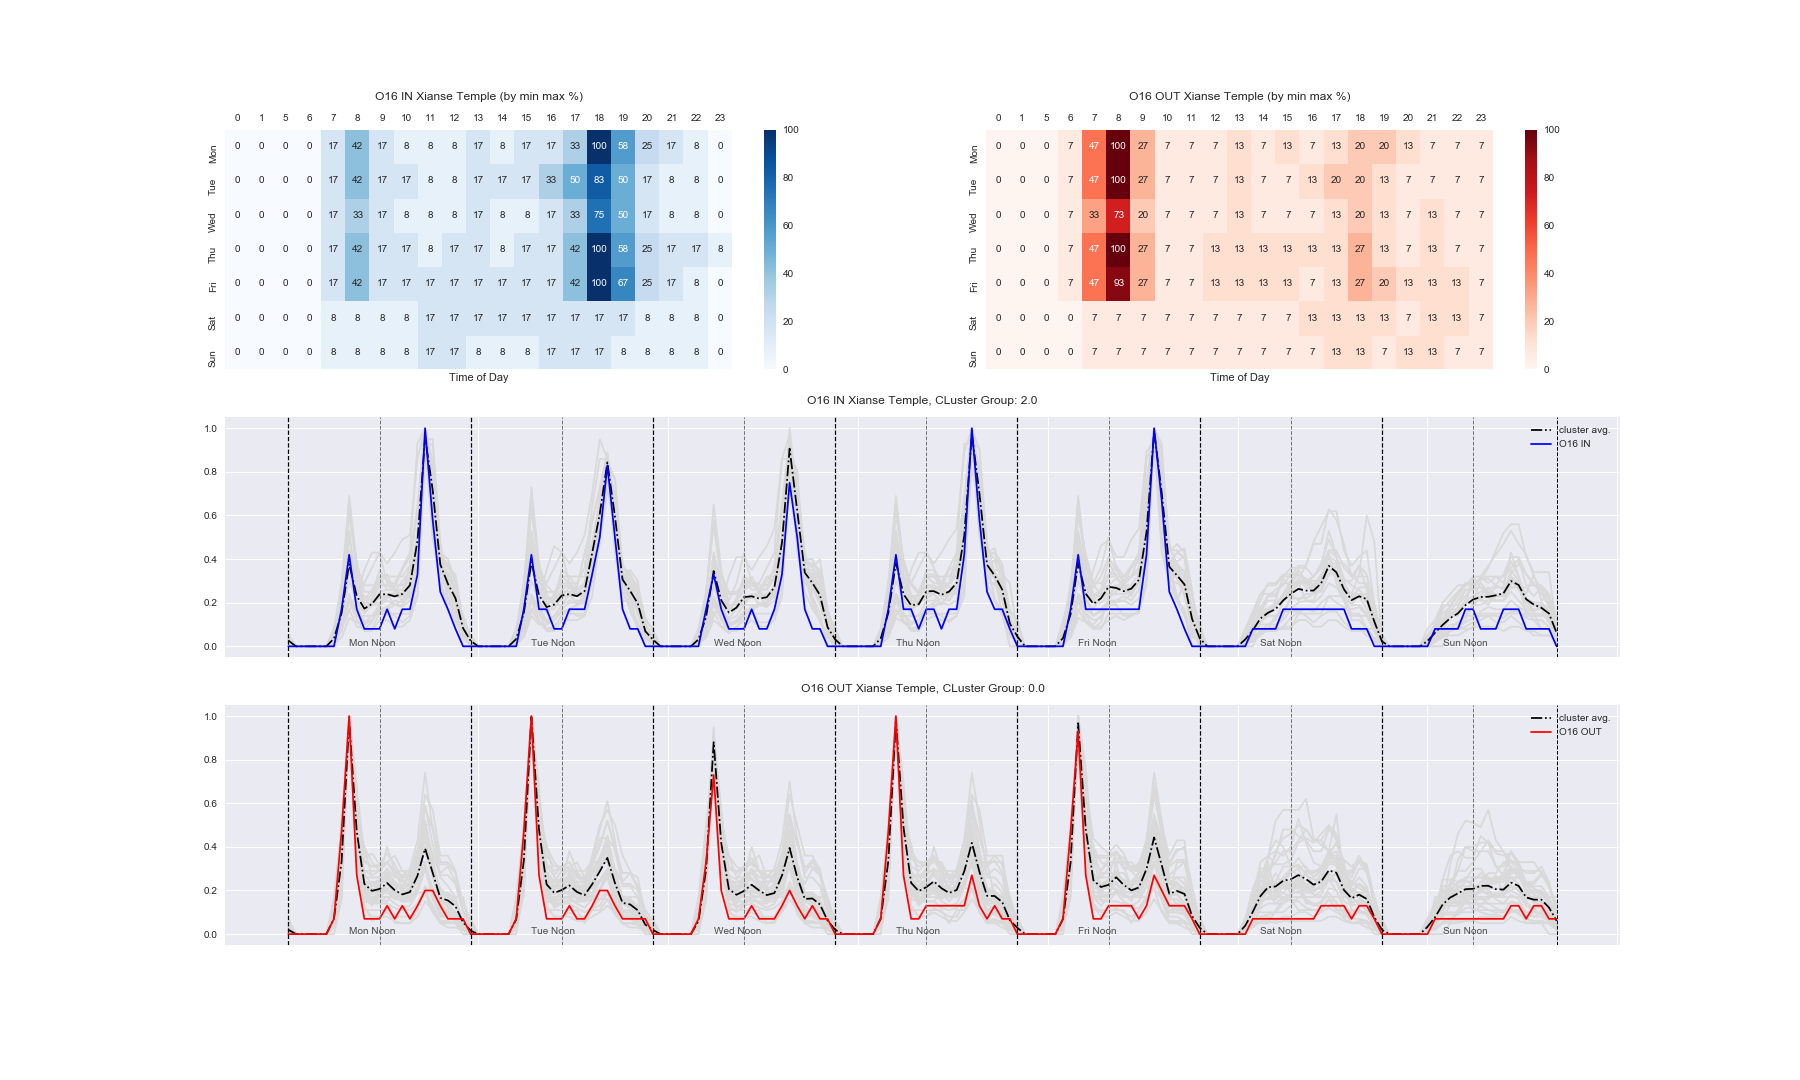 O16 IN Xianse Temple (by min max %)
0 1 5 6 7 8 9 10 11 12 13 14 15 16 17 18 19 20 21 22 23
Mon 0 0 0 0 17 42 17 8 8 8 17 8 17 17 33 100 58 25 17 8 0
Tue 0 0 0 0 17 42 17 17 8 8 17 17 17 33 50 83 50 17 8 8 0
Wed 0 0 0 0 17 33 17 8 8 8 17 8 8 17 33 75 50 17 8 8 0
Thu 0 0 0 0 17 42 17 17 8 17 17 8 17 17 42 100 58 25 17 17 8
Fri 0 0 0 0 17 42 17 17 17 17 17 17 17 17 42 100 67 25 17 8 0
Sat 0 0 0 0 8 8 8 8 17 17 17 17 17 17 17 17 17 8 8 8 0
Sun 0 0 0 0 8 8 8 8 17 17 8 8 8 17 17 17 8 8 8 8 0
Time of Day
100
80
60
40
20
0
O16 OUT Xianse Temple (by min max %)
0 1 5 6 7 8 9 10 11 12 13 14 15 16 17 18 19 20 21 22 23
Mon 0 0 0 7 47 100 27 7 7 7 13 7 13 7 13 20 20 13 7 7 7
Tue 0 0 0 7 47 100 27 7 7 7 13 7 7 13 20 20 13 7 7 7 7
Wed 0 0 0 7 33 73 20 7 7 7 13 7 7 7 13 20 13 7 13 7 7
Thu 0 0 0 7 47 100 27 7 7 13 13 13 13 13 13 27 13 7 13 7 7
Fri 0 0 0 7 47 93 27 7 7 13 13 13 13 7 13 27 20 13 13 13 7
Sat 0 0 0 0 7 7 7 7 7 7 7 7 7 13 13 13 13 7 13 13 7
Sun 0 0 0 0 7 7 7 7 7 7 7 7 7 7 13 13 7 13 13 7 7
Time of Day
100
80
60
40
20
0
O16 IN Xianse Temple, CLuster Group: 2.0
1.0
0.8
0.6
0.4
0.2
0.0
cluster avg.
O16 IN
Mon Noon Tue Noon Wed Noon Thu Noon Fri Noon Sat Noon Sun Noon
O16 OUT Xianse Temple, CLuster Group: 0.0
1.0
0.8
0.6
0.4
0.2
0.0
cluster avg.
O16 OUT
Mon Noon Tue Noon Wed Noon Thu Noon Fri Noon Sat Noon Sun Noon